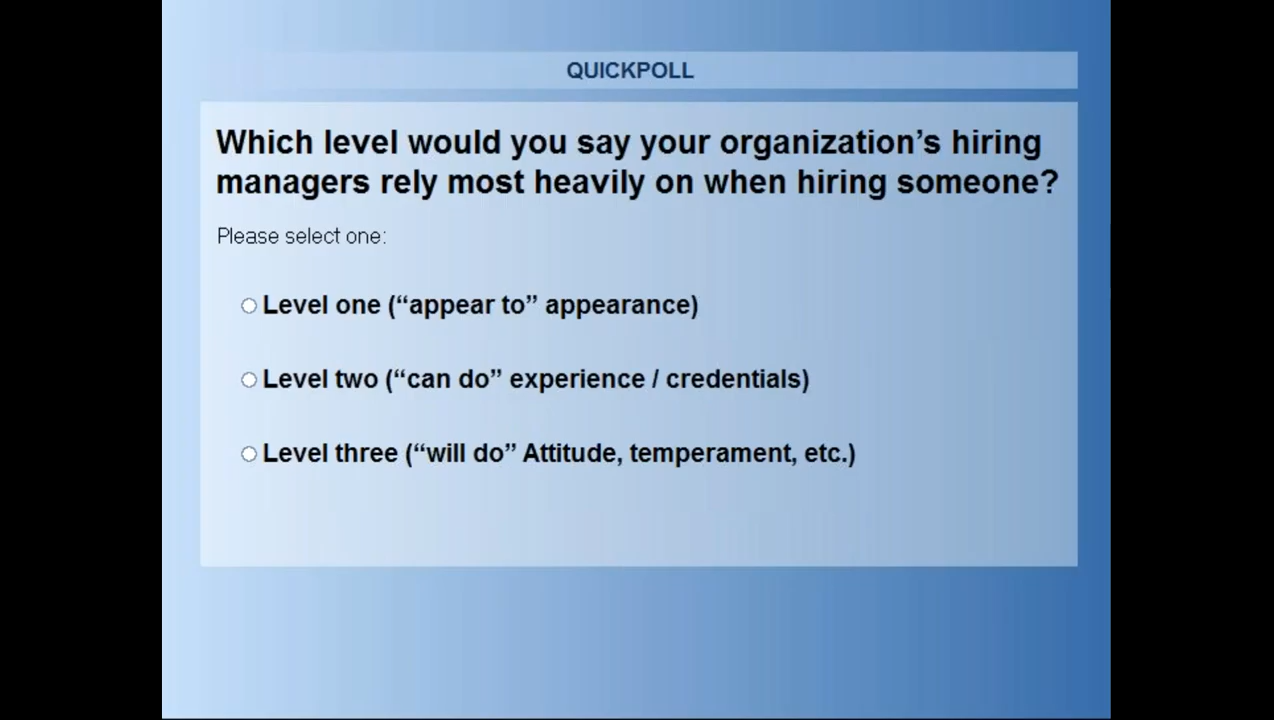 QUICKPOLL
Which level would you say your organization’s hiring
managers rely most heavily on when hiring someone?
Please select one:
Level one (“appear to” appearance)
Level two (“can do” experience / credentials)
Level three (“will do” Attitude, temperament, etc.)